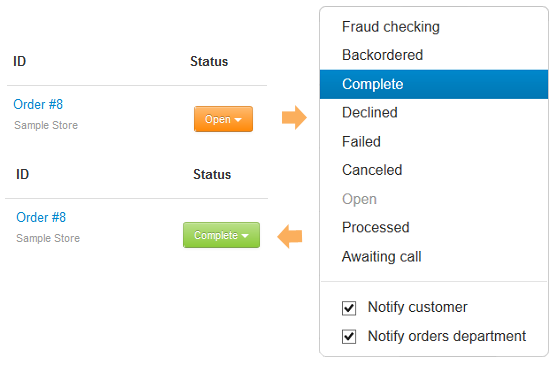 ID Status
Order #8
Sample Store
Open
ID Status
Order #8
Sample Store
Complete
Fraud checking
Backordered
Complete
Declined
Failed
Canceled
Open
Processed
Awaiting call
Notify customer
Notify orders department